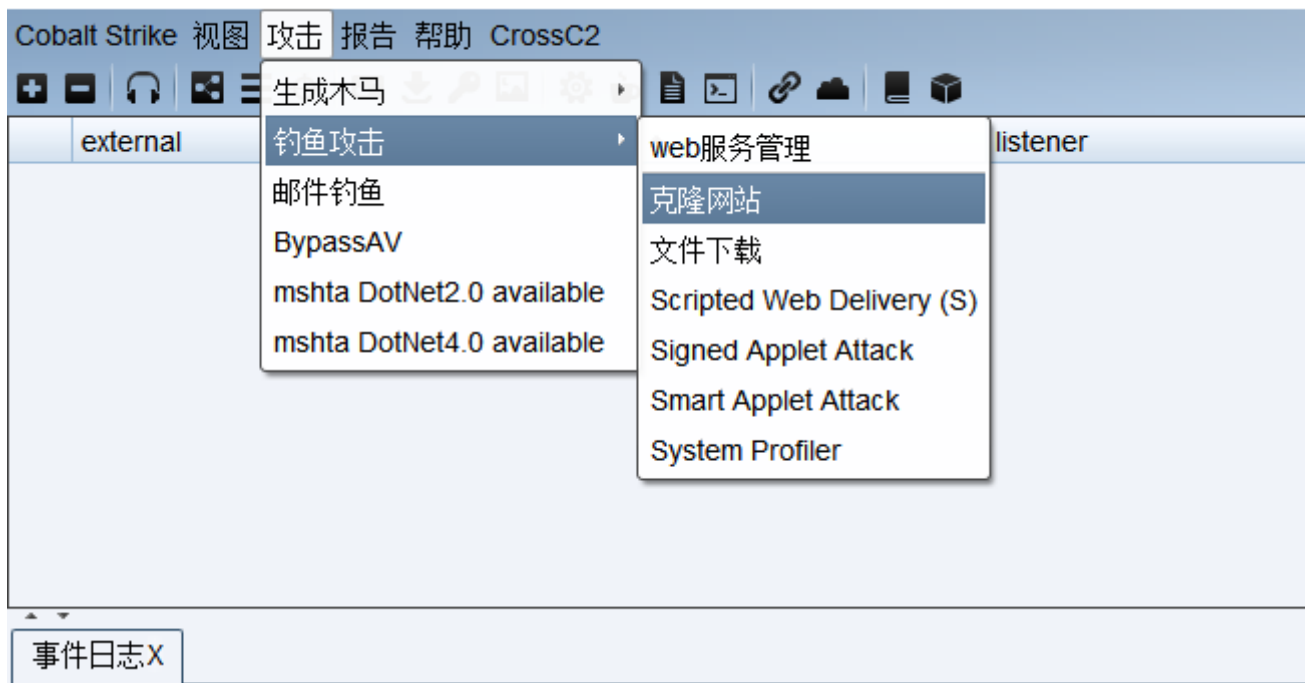 Cobalt Strike 视图 攻击 报告 帮助 CrossC2
生成木马
external 钓鱼攻击 web服务管理 listener
邮件钓鱼 克隆网站
BypassAV 文件下载
mshta DotNet2.0 available Scripted Web Delivery (S)
mshta DotNet4.0 available Signed Applet Attack
Smart Applet Attack
System Profiler
事件日志X